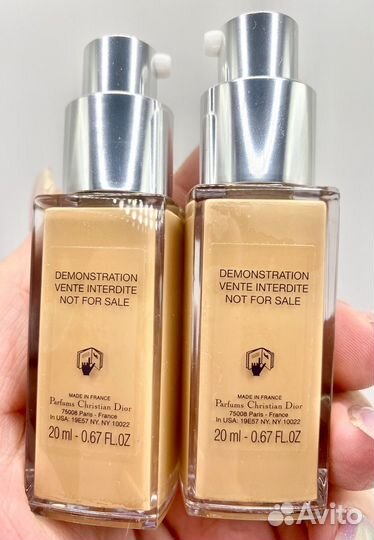 DEMONSTRATION
VENTE INTERDITE
NOT FOR SALE
MADE IN FRANCE
Parfums Christian Dior
75008 Paris - France
In USA: 19E57 NY, NY, 10022
20 ml - 0.67 FL.OZ
DEMONSTRATION
VENTE INTERDITE
NOT FOR SALE
MADE IN FRANCE
Parfums Christian Dior
75008 Paris - France
In USA: 19E57 NY, NY, 10022
20 ml - 0.67 FL.OZ
Avito